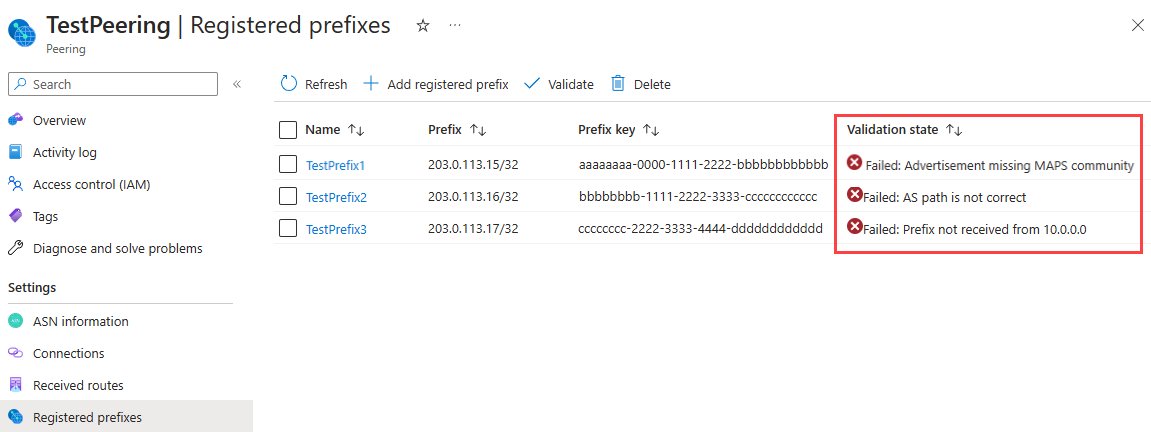 TestPeering | Registered prefixes
Peering
Search
Overview
Activity log
Access control (IAM)
Tags
Diagnose and solve problems
Settings
ASN information
Connections
Received routes
Registered prefixes
Refresh Add registered prefix Validate Delete
Name Prefix Prefix key Validation state
TestPrefix1 203.0.113.15/32 aaaaaaaa-0000-1111-2222-bbbbbbbbbbbb Failed: Advertisement missing MAPS community
TestPrefix2 203.0.113.16/32 bbbbbbbb-1111-2222-3333-cccccccccccc Failed: AS path is not correct
TestPrefix3 203.0.113.17/32 cccccccc-2222-3333-4444-dddddddddddd Failed: Prefix not received from 10.0.0.0